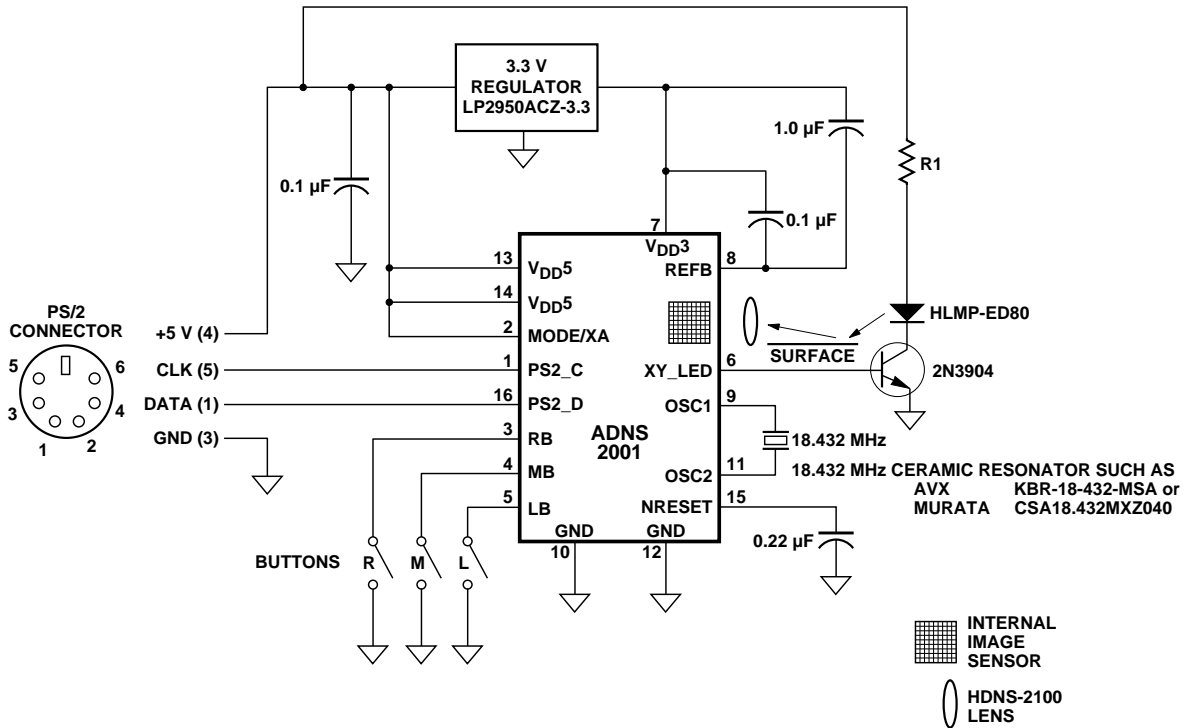 3.3 V
REGULATOR
LP2950ACZ-3.3
1.0 µF
R1
0.1 µF
0.1 µF
7
VDD3
13
VDD5
8
REFB
14
VDD5
PS/2
CONNECTOR
+5 V (4)
2
MODE/XA
HLMP-ED80
SURFACE
5
6
CLK (5)
1
PS2_C
6
XY_LED
2N3904
3
4
DATA (1)
16
PS2_D
9
OSC1
1
2
GND (3)
3
RB
ADNS
2001
18.432 MHz
4
MB
11
OSC2
18.432 MHz CERAMIC RESONATOR SUCH AS
AVX KBR-18-432-MSA or
MURATA CSA18.432MXZ040
5
LB
15
NRESET
GND
10
GND
12
0.22 µF
BUTTONS
R
M
L
INTERNAL
IMAGE
SENSOR
HDNS-2100
LENS